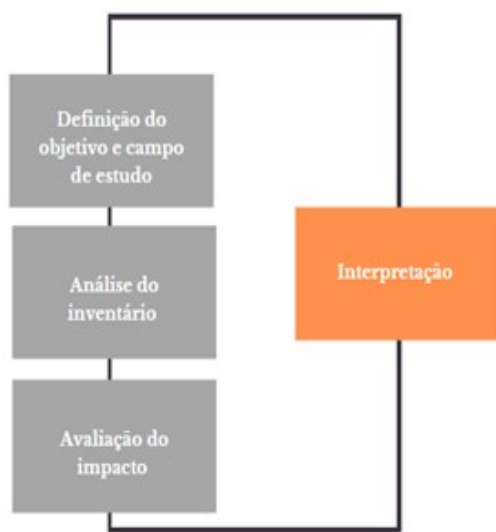 Definição do
objetivo e campo
de estudo
Análise do
inventário
Avaliação do
impacto
Interpretação